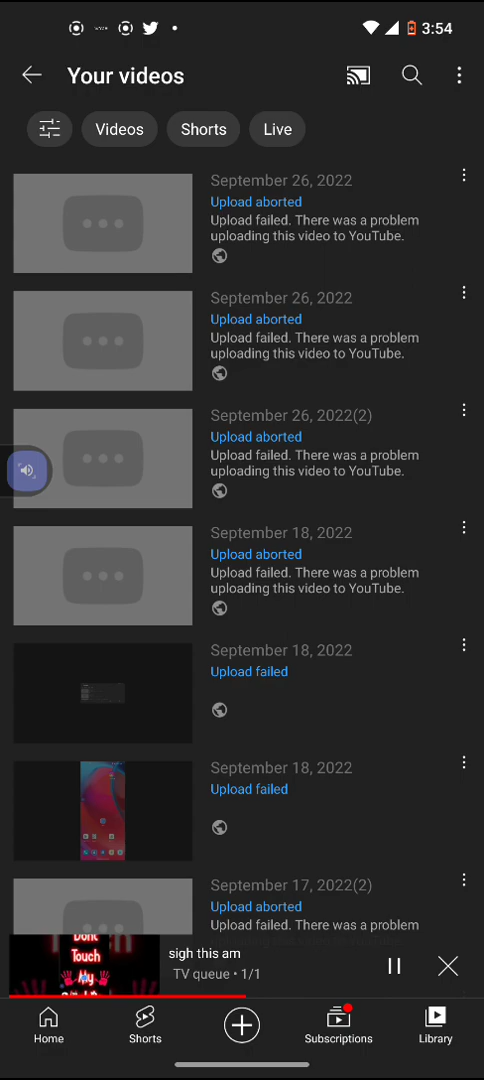 3:54
Your videos
Videos
Shorts
Live
September 26, 2022
Upload aborted
Upload failed. There was a problem
uploading this video to YouTube.
September 26, 2022
Upload aborted
Upload failed. There was a problem
uploading this video to YouTube.
September 26, 2022(2)
Upload aborted
Upload failed. There was a problem
uploading this video to YouTube.
September 18, 2022
Upload aborted
Upload failed. There was a problem
uploading this video to YouTube.
September 18, 2022
Upload failed
September 18, 2022
Upload failed
September 17, 2022(2)
Upload aborted
Upload failed. There was a problem
Dont
Touch
My
sigh this am
TV queue • 1/1
Home
Shorts
Subscriptions
Library